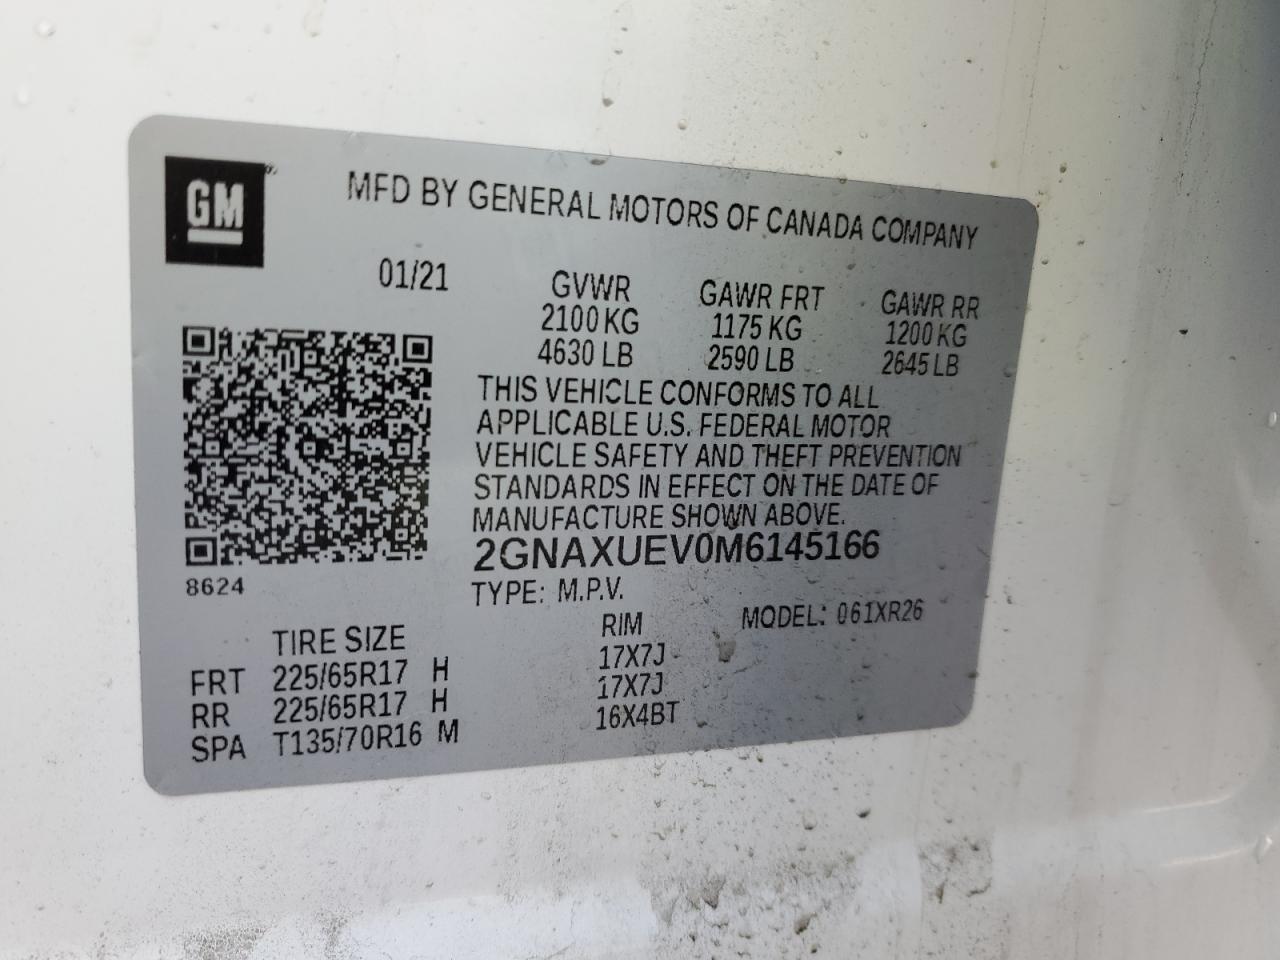 GM
MFD BY GENERAL MOTORS OF CANADA COMPANY
01/21
GVWR GAWR FRT GAWR RR
2100 KG 1175 KG 1200 KG
4630 LB 2590 LB 2645 LB
THIS VEHICLE CONFORMS TO ALL
APPLICABLE U.S. FEDERAL MOTOR
VEHICLE SAFETY AND THEFT PREVENTION
STANDARDS IN EFFECT ON THE DATE OF
MANUFACTURE SHOWN ABOVE.
2GNAXUEV0M6145166
8624
TYPE: M.P.V. MODEL: 061XR26
TIRE SIZE RIM
FRT 225/65R17 H 17X7J
RR 225/65R17 H 17X7J
SPA T135/70R16 M 16X4BT